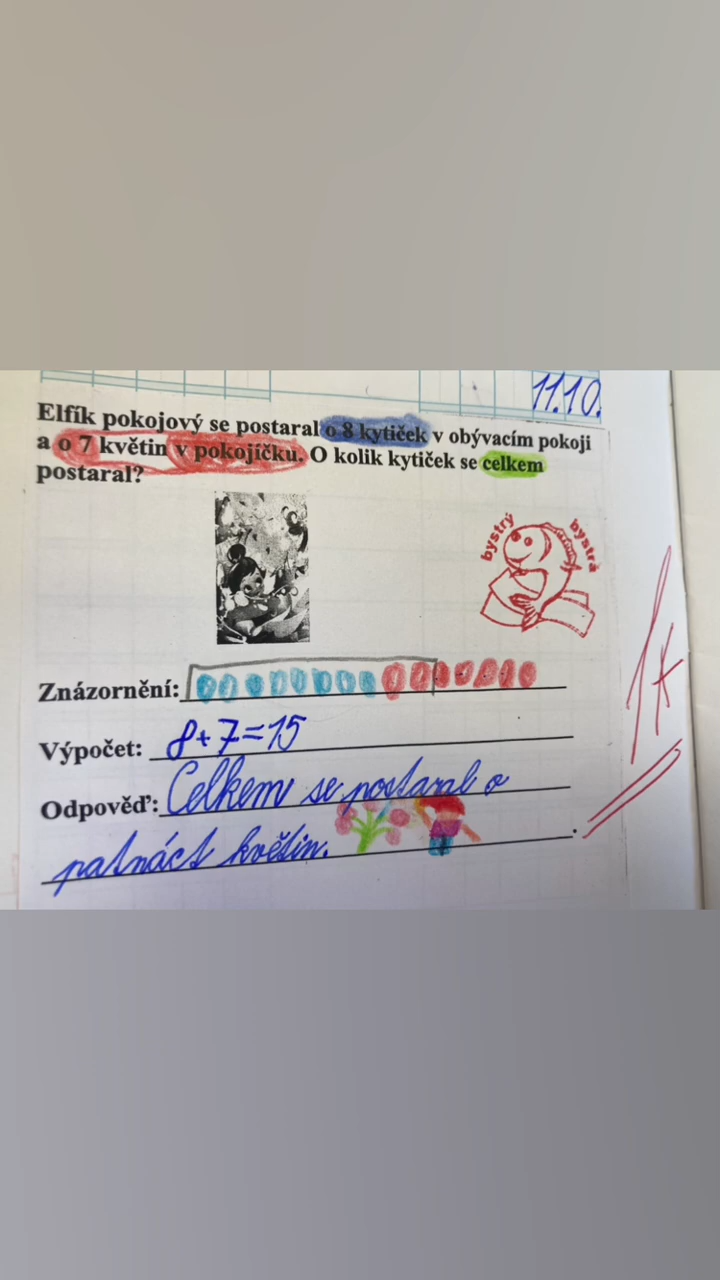 11.10.
Elfík pokojový se postaral o 8 kytiček v obývacím pokoji
a o 7 květin v pokojíčku. O kolik kytiček se celkem
postaral?
bystrý bystrá
Znázornění:
Výpočet: 8+7=15
Odpověď: Celkem se postaral o
patnáct květin.
1*